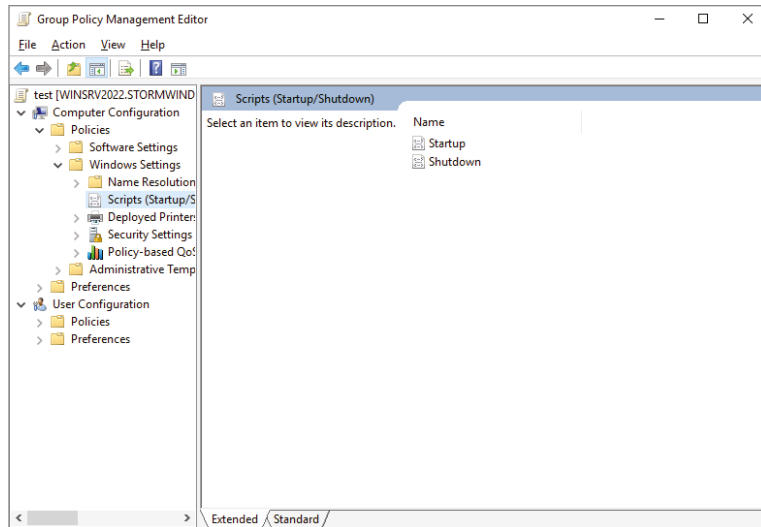 Group Policy Management Editor
File Action View Help
test [WINSRV2022.STORMWIND
Computer Configuration
Policies
Software Settings
Windows Settings
Name Resolution
Scripts (Startup/S
Deployed Printer
Security Settings
Policy-based QoS
Administrative Temp
Preferences
User Configuration
Policies
Preferences
Scripts (Startup/Shutdown)
Select an item to view its description.
Name
Startup
Shutdown
Extended Standard